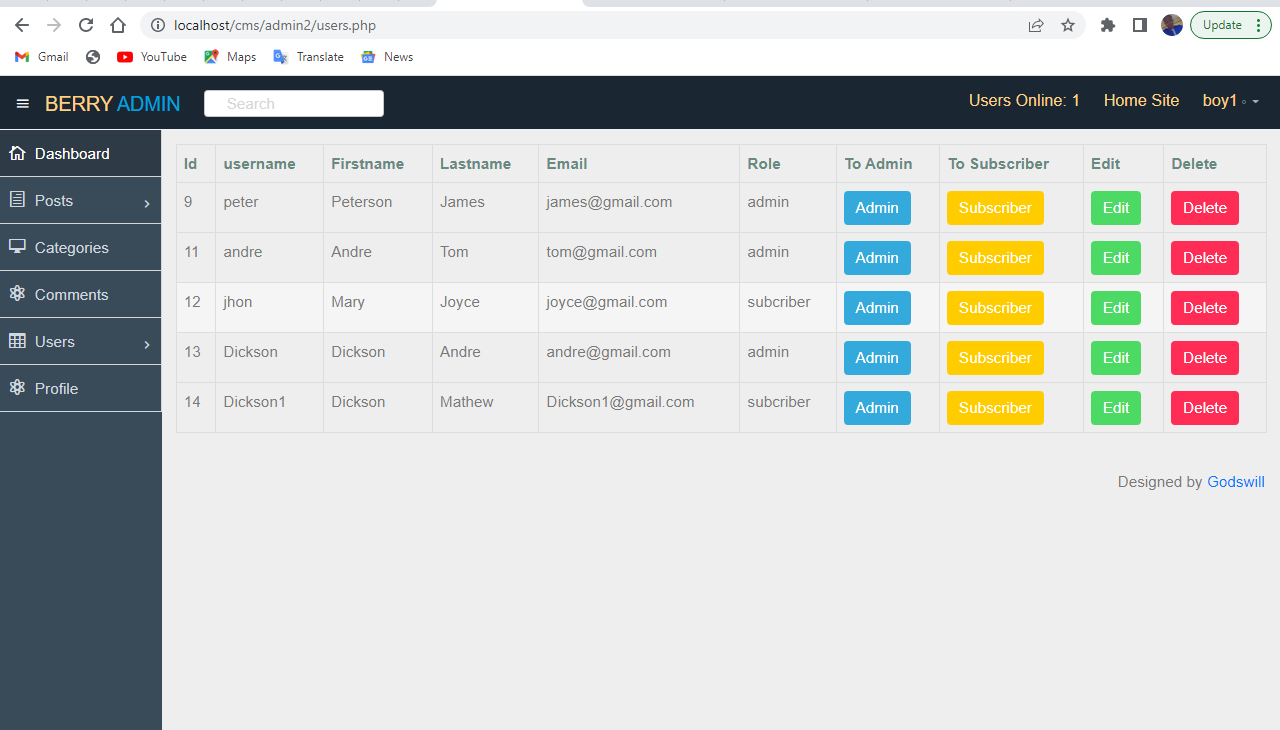 localhost/cms/admin2/users.php Update
Gmail YouTube Maps Translate News
BERRY ADMIN Search Users Online: 1 Home Site boy1
Dashboard
Posts
Categories
Comments
Users
Profile
Id username Firstname Lastname Email Role To Admin To Subscriber Edit Delete
9 peter Peterson James james@gmail.com admin Admin Subscriber Edit Delete
11 andre Andre Tom tom@gmail.com admin Admin Subscriber Edit Delete
12 jhon Mary Joyce joyce@gmail.com subcriber Admin Subscriber Edit Delete
13 Dickson Dickson Andre andre@gmail.com admin Admin Subscriber Edit Delete
14 Dickson1 Dickson Mathew Dickson1@gmail.com subcriber Admin Subscriber Edit Delete
Designed by Godswill